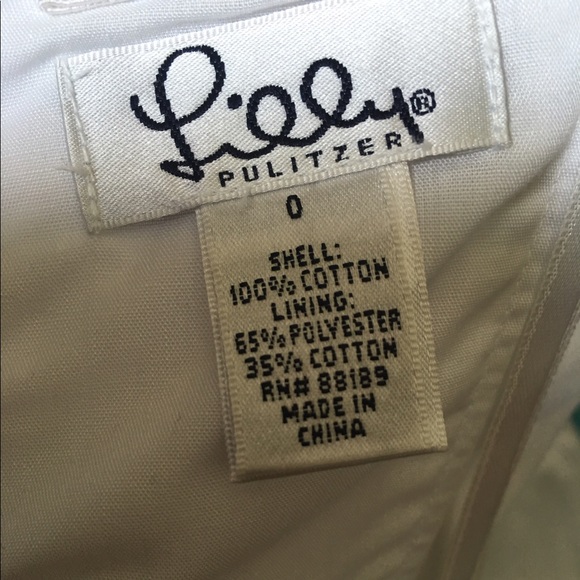 Lilly®
PULITZER
0
SHELL:
100% COTTON
LINING:
65% POLYESTER
35% COTTON
RN# 88189
MADE IN
CHINA